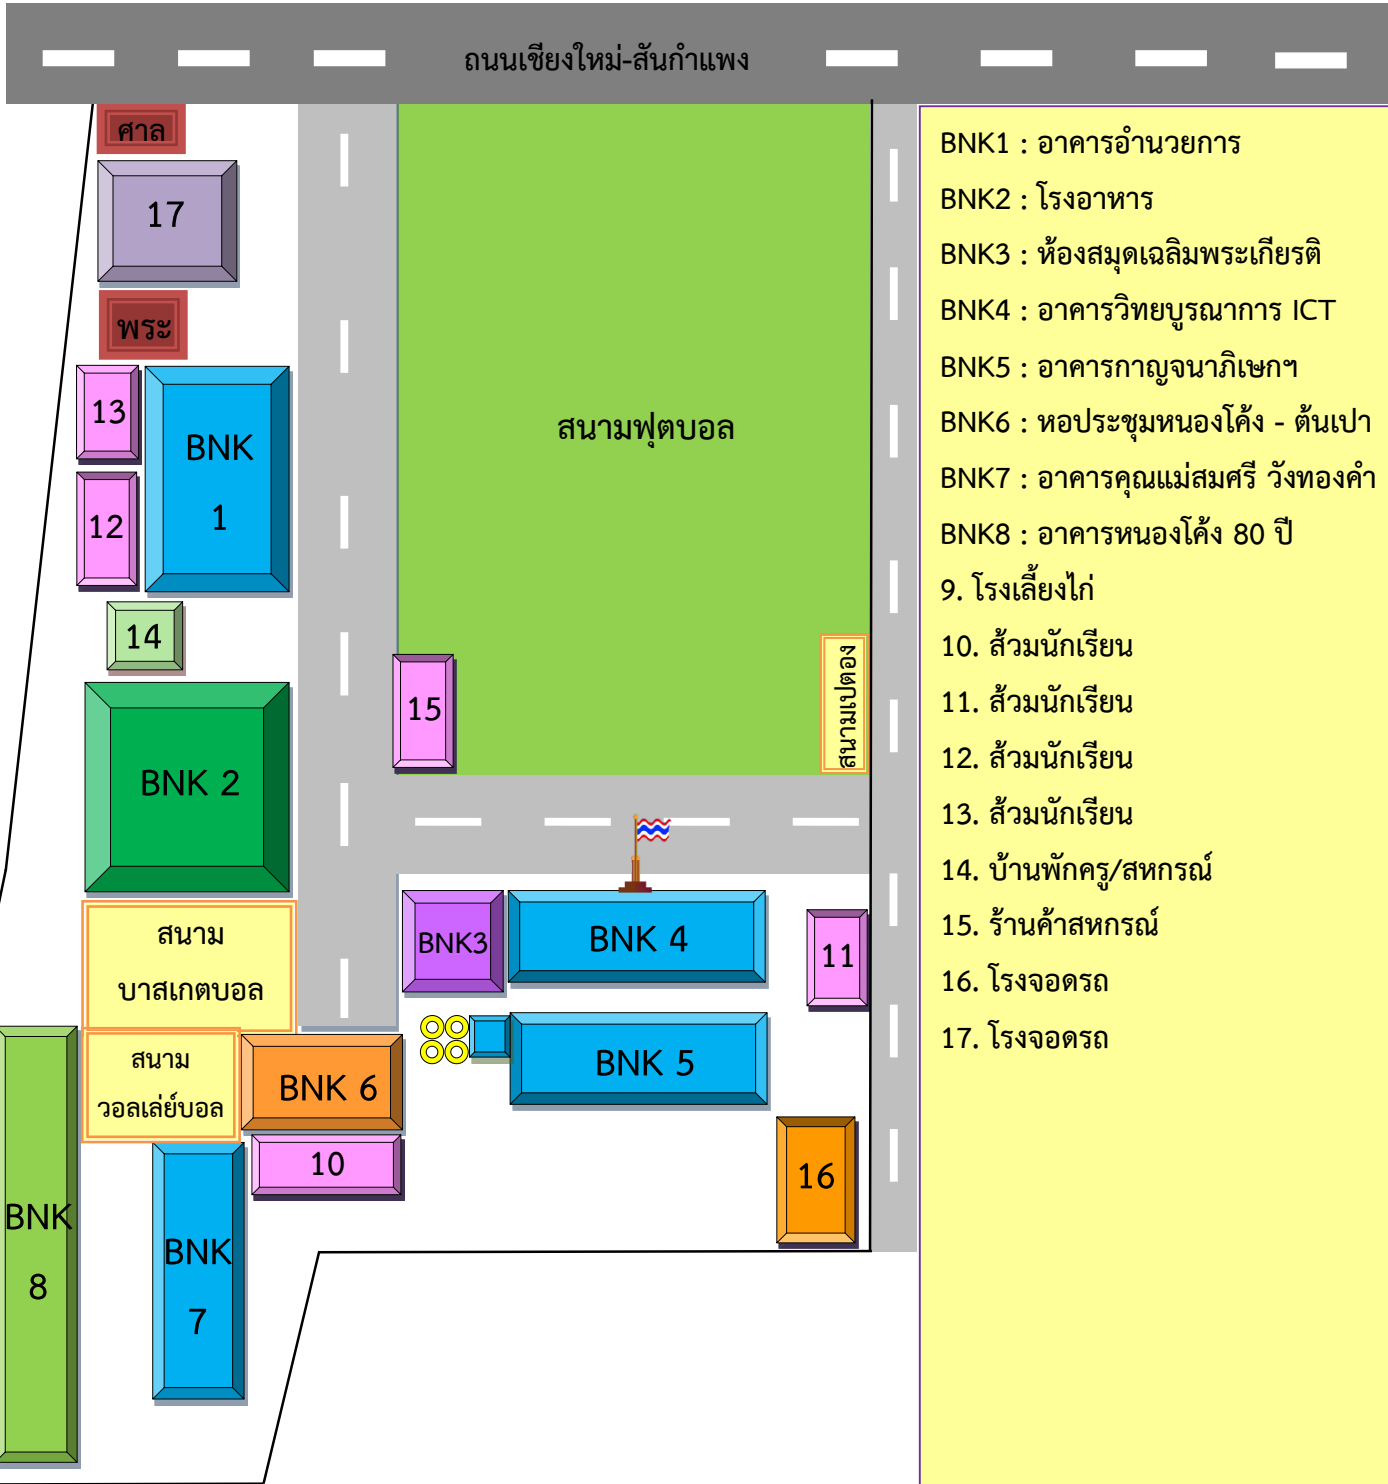 ถนนเชียงใหม่-สันกำแพง
ศาล
17
พระ
13
BNK
1
12
14
BNK 2
สนามฟุตบอล
15
สนามเปตอง
สนาม
บาสเกตบอล
BNK3
BNK 4
11
สนาม
วอลเล่ย์บอล
BNK 6
BNK 5
10
16
BNK
8
BNK
7
BNK1 : อาคารอำนวยการ
BNK2 : โรงอาหาร
BNK3 : ห้องสมุดเฉลิมพระเกียรติ
BNK4 : อาคารวิทยบูรณาการ ICT
BNK5 : อาคารกาญจนาภิเษกฯ
BNK6 : หอประชุมหนองโค้ง - ต้นเปา
BNK7 : อาคารคุณแม่สมศรี วังทองคำ
BNK8 : อาคารหนองโค้ง 80 ปี
9. โรงเลี้ยงไก่
10. ส้วมนักเรียน
11. ส้วมนักเรียน
12. ส้วมนักเรียน
13. ส้วมนักเรียน
14. บ้านพักครู/สหกรณ์
15. ร้านค้าสหกรณ์
16. โรงจอดรถ
17. โรงจอดรถ